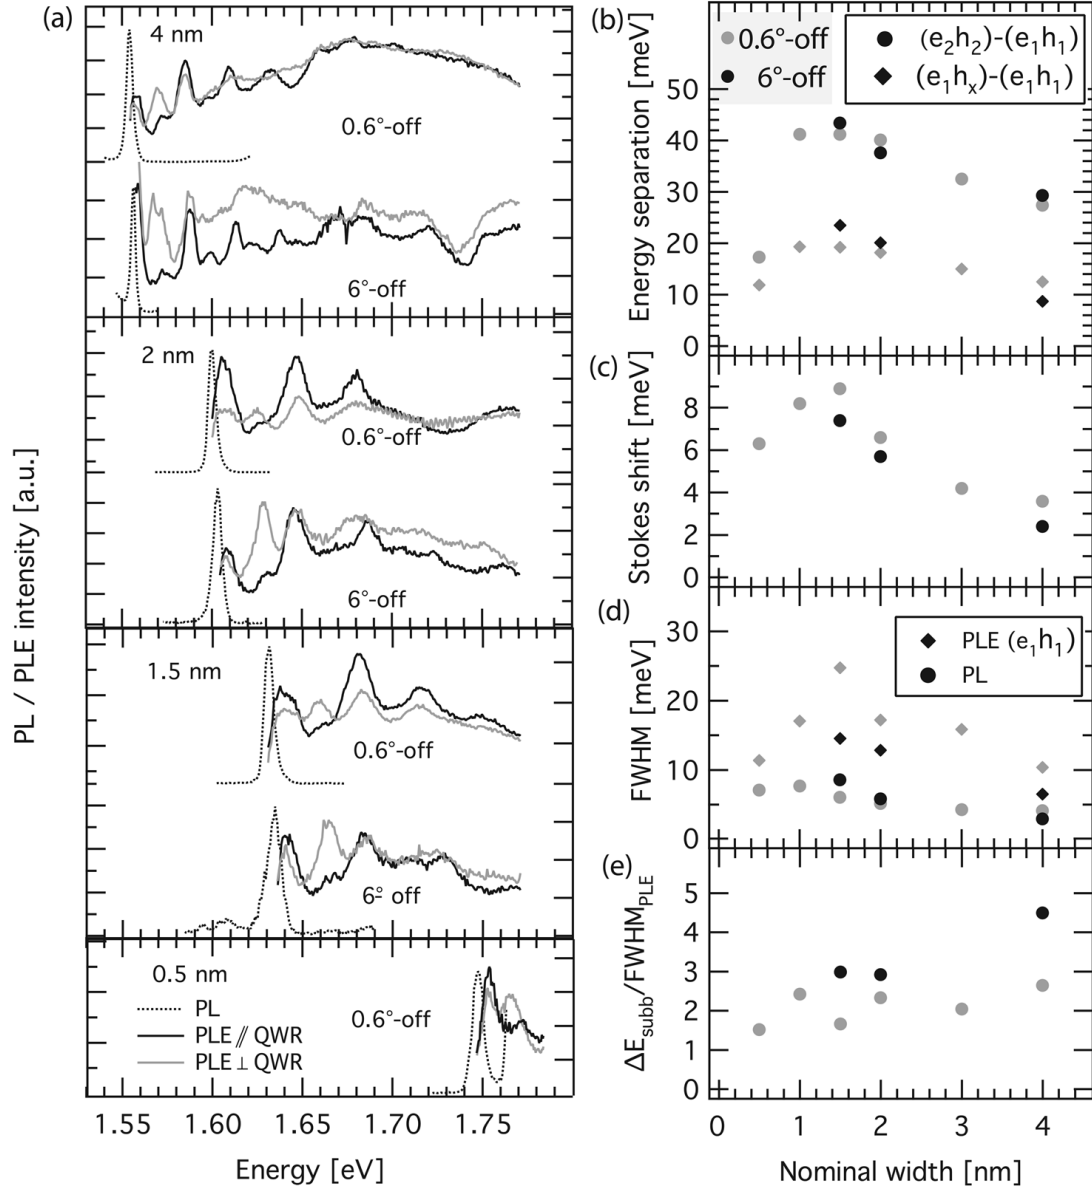 (a)
4 nm
0.6°-off
6°-off
2 nm
0.6°-off
6°-off
1.5 nm
0.6°-off
6° off
0.5 nm
PL
PLE // QWR
PLE ⊥ QWR
0.6°-off
PL / PLE intensity [a.u.]
1.55 1.60 1.65 1.70 1.75
Energy [eV]
(b)
0.6°-off
6°-off
(e₂h₂)-(e₁h₁)
(e₁hₓ)-(e₁h₁)
Energy separation [meV]
50
40
30
20
10
0
(c)
Stokes shift [meV]
8
6
4
2
0
(d)
PLE (e₁h₁)
PL
FWHM [meV]
30
20
10
0
(e)
ΔE_subb/FWHM_PLE
5
4
3
2
1
0
0 1 2 3 4
Nominal width [nm]